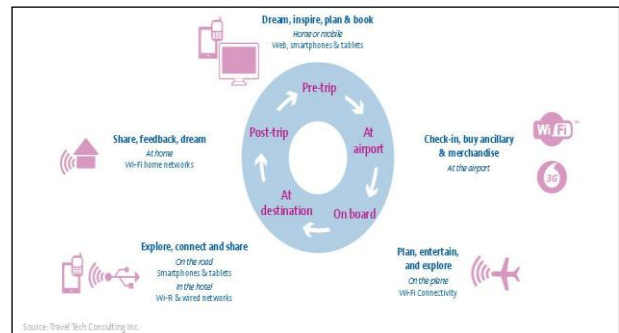 Dream, inspire, plan & book
Home or mobile
Web, smartphones & tablets
Pre-trip
At
airport
On board
At
destination
Post-trip
Check-in, buy ancillary
& merchandise
At the airport
Wi Fi
TM
3G
Plan, entertain,
and explore
On the plane
Wi-Fi Connectivity
Explore, connect and share
On the road
Smartphones & tablets
In the hotel
Wi-Fi & wired networks
Share, feedback, dream
At home
Wi-Fi home networks
Source: Travel Tech Consulting Inc.